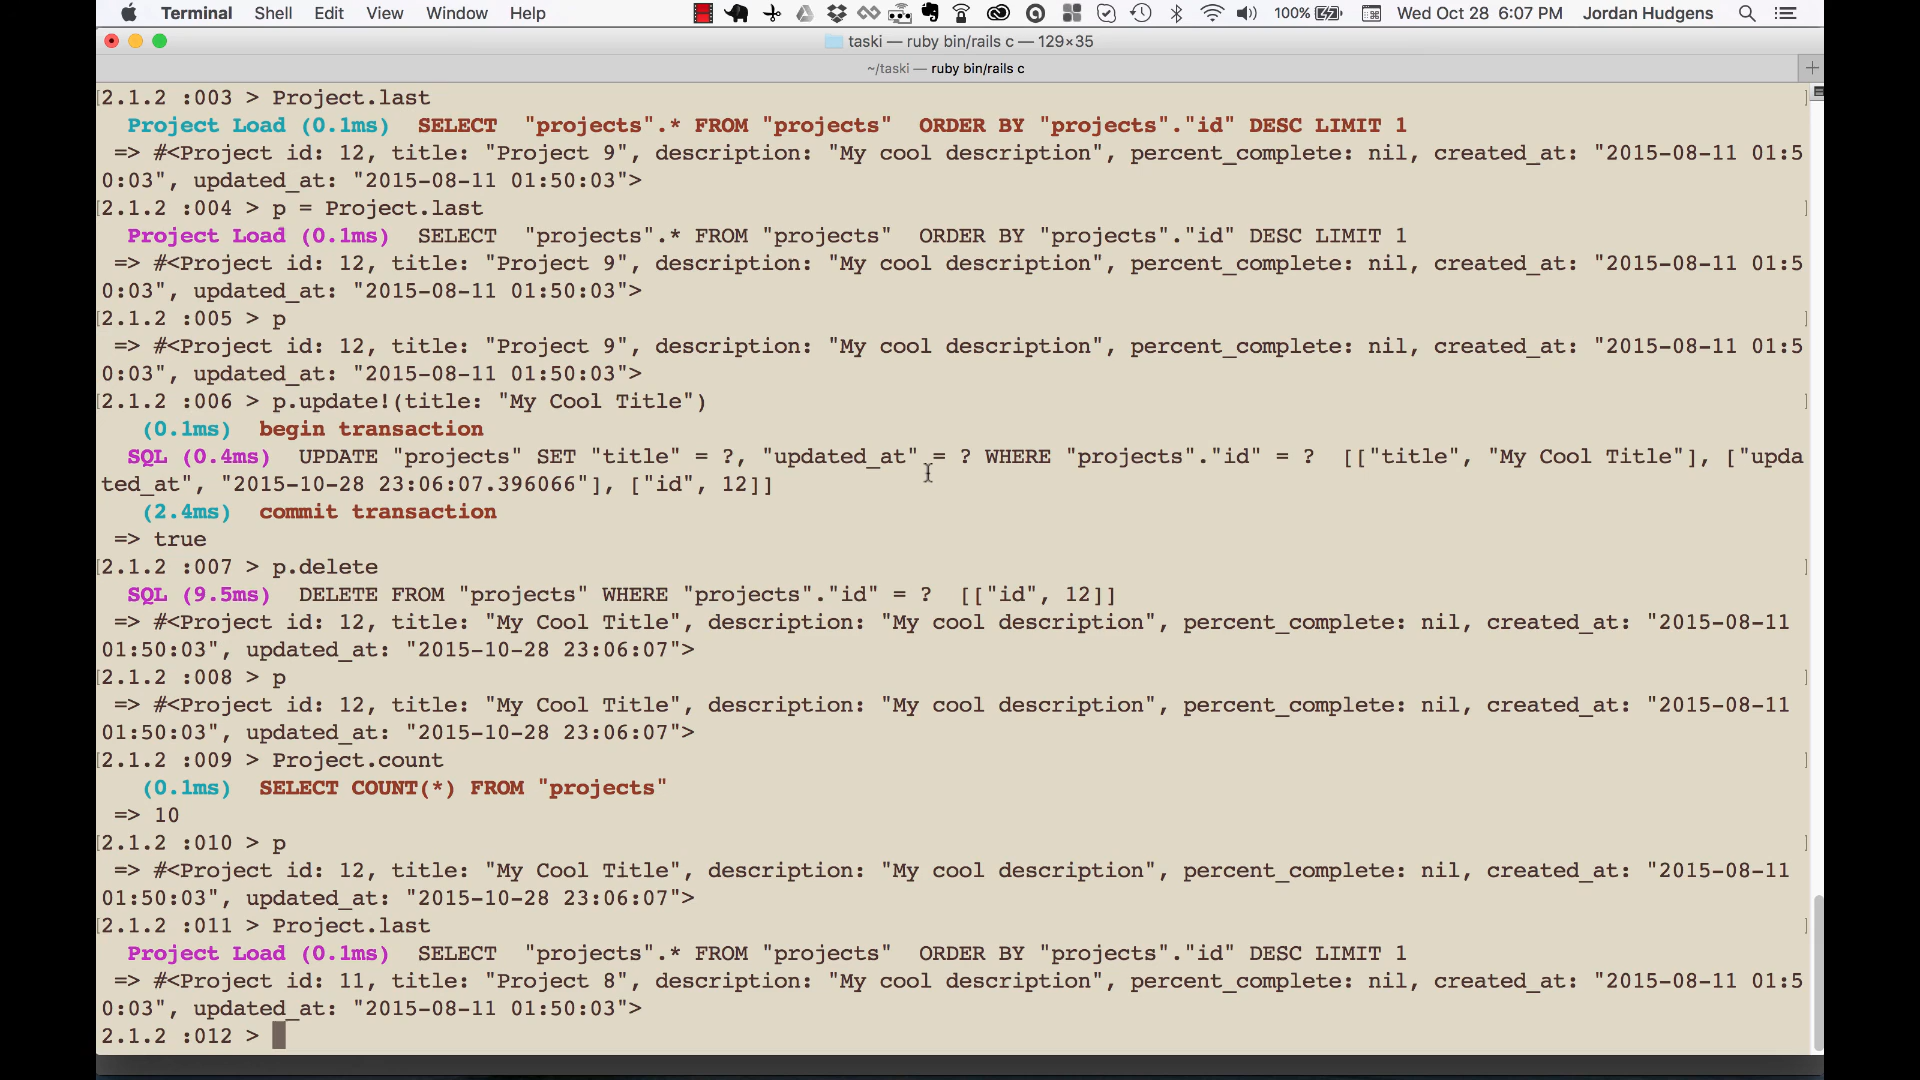 Terminal Shell Edit View Window Help 100% Wed Oct 28 6:07 PM Jordan Hudgens
taski — ruby bin/rails c — 129×35
~/taski — ruby bin/rails c
[2.1.2 :003 > Project.last ]
Project Load (0.1ms) SELECT "projects".* FROM "projects" ORDER BY "projects"."id" DESC LIMIT 1
=> #<Project id: 12, title: "Project 9", description: "My cool description", percent_complete: nil, created_at: "2015-08-11 01:5
0:03", updated_at: "2015-08-11 01:50:03">
[2.1.2 :004 > p = Project.last ]
Project Load (0.1ms) SELECT "projects".* FROM "projects" ORDER BY "projects"."id" DESC LIMIT 1
=> #<Project id: 12, title: "Project 9", description: "My cool description", percent_complete: nil, created_at: "2015-08-11 01:5
0:03", updated_at: "2015-08-11 01:50:03">
[2.1.2 :005 > p ]
=> #<Project id: 12, title: "Project 9", description: "My cool description", percent_complete: nil, created_at: "2015-08-11 01:5
0:03", updated_at: "2015-08-11 01:50:03">
[2.1.2 :006 > p.update!(title: "My Cool Title") ]
(0.1ms) begin transaction
SQL (0.4ms) UPDATE "projects" SET "title" = ?, "updated_at" = ? WHERE "projects"."id" = ? [["title", "My Cool Title"], ["upda
ted_at", "2015-10-28 23:06:07.396066"], ["id", 12]]
(2.4ms) commit transaction
=> true
[2.1.2 :007 > p.delete ]
SQL (9.5ms) DELETE FROM "projects" WHERE "projects"."id" = ? [["id", 12]]
=> #<Project id: 12, title: "My Cool Title", description: "My cool description", percent_complete: nil, created_at: "2015-08-11
01:50:03", updated_at: "2015-10-28 23:06:07">
[2.1.2 :008 > p ]
=> #<Project id: 12, title: "My Cool Title", description: "My cool description", percent_complete: nil, created_at: "2015-08-11
01:50:03", updated_at: "2015-10-28 23:06:07">
[2.1.2 :009 > Project.count ]
(0.1ms) SELECT COUNT(*) FROM "projects"
=> 10
[2.1.2 :010 > p ]
=> #<Project id: 12, title: "My Cool Title", description: "My cool description", percent_complete: nil, created_at: "2015-08-11
01:50:03", updated_at: "2015-10-28 23:06:07">
[2.1.2 :011 > Project.last ]
Project Load (0.1ms) SELECT "projects".* FROM "projects" ORDER BY "projects"."id" DESC LIMIT 1
=> #<Project id: 11, title: "Project 8", description: "My cool description", percent_complete: nil, created_at: "2015-08-11 01:5
0:03", updated_at: "2015-08-11 01:50:03">
2.1.2 :012 >